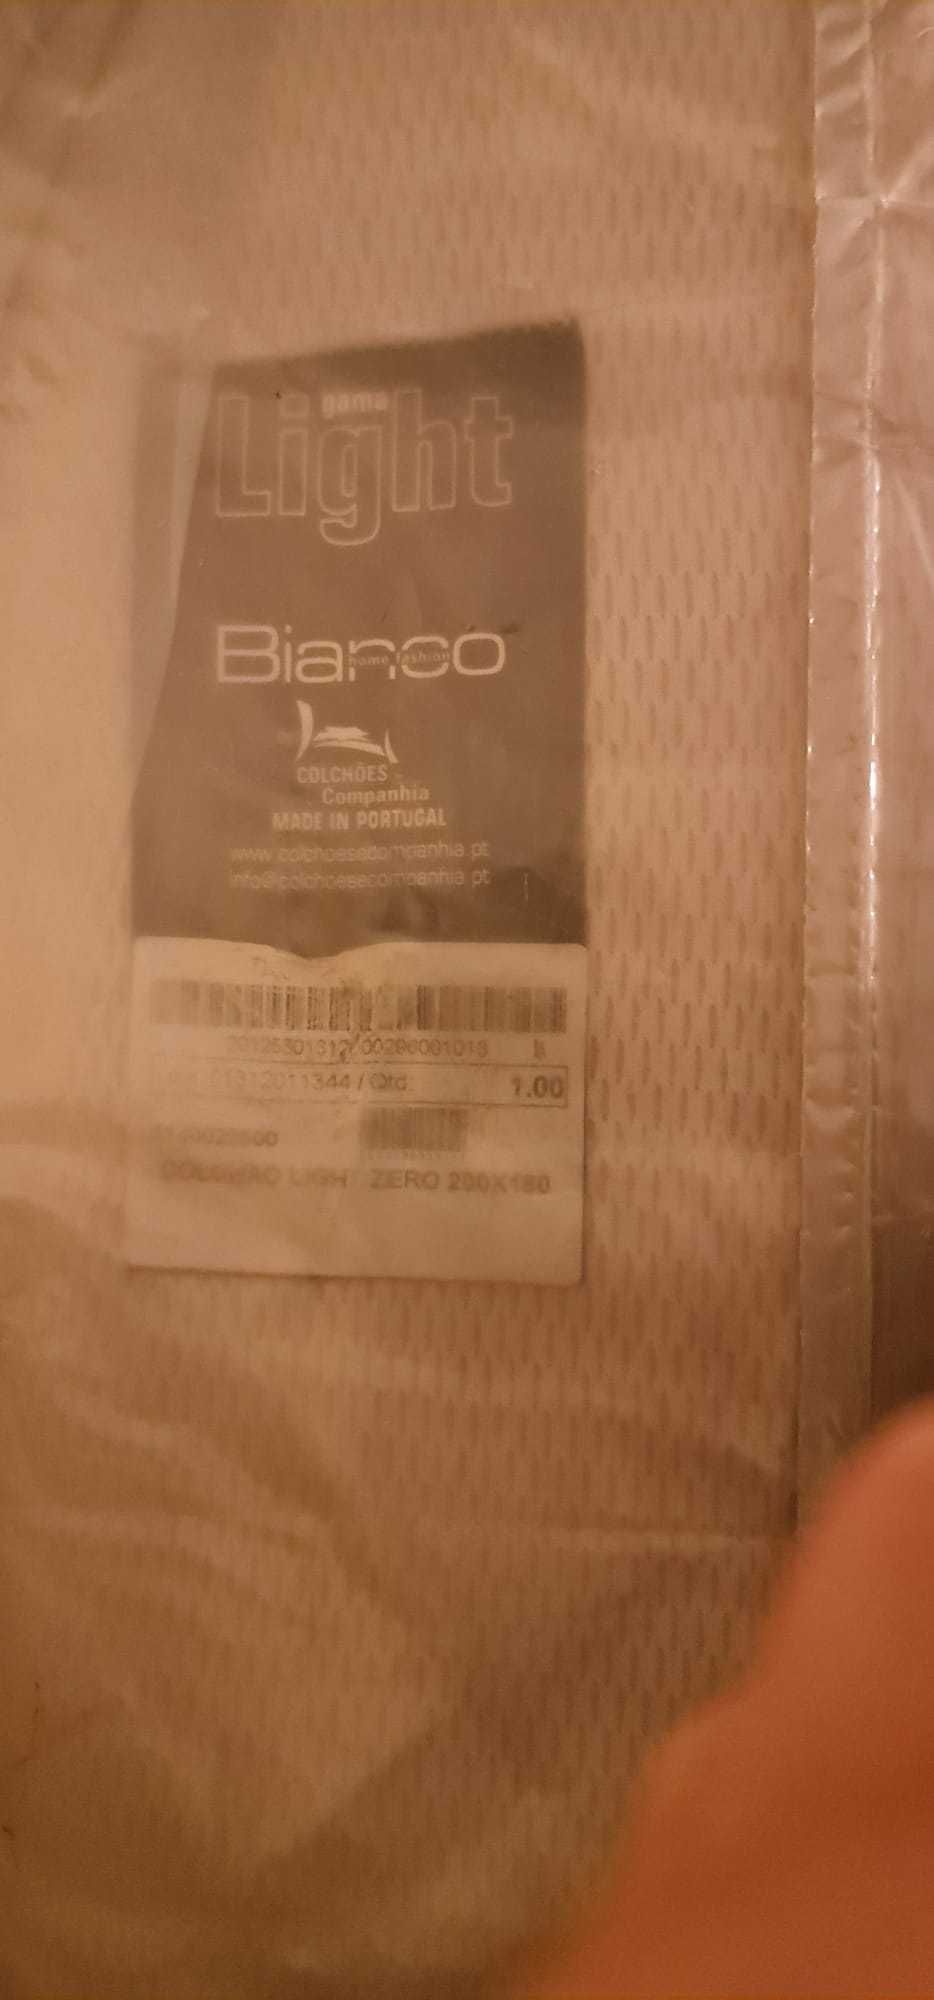 gama
Light
Bianco
home fashion
COLCHÕES
Companhia
MADE IN PORTUGAL
www.colchoesecompanhia.pt
info@colchoesecompanhia.pt
01312011344 / Qtd: 1.00
ZERO 200X180